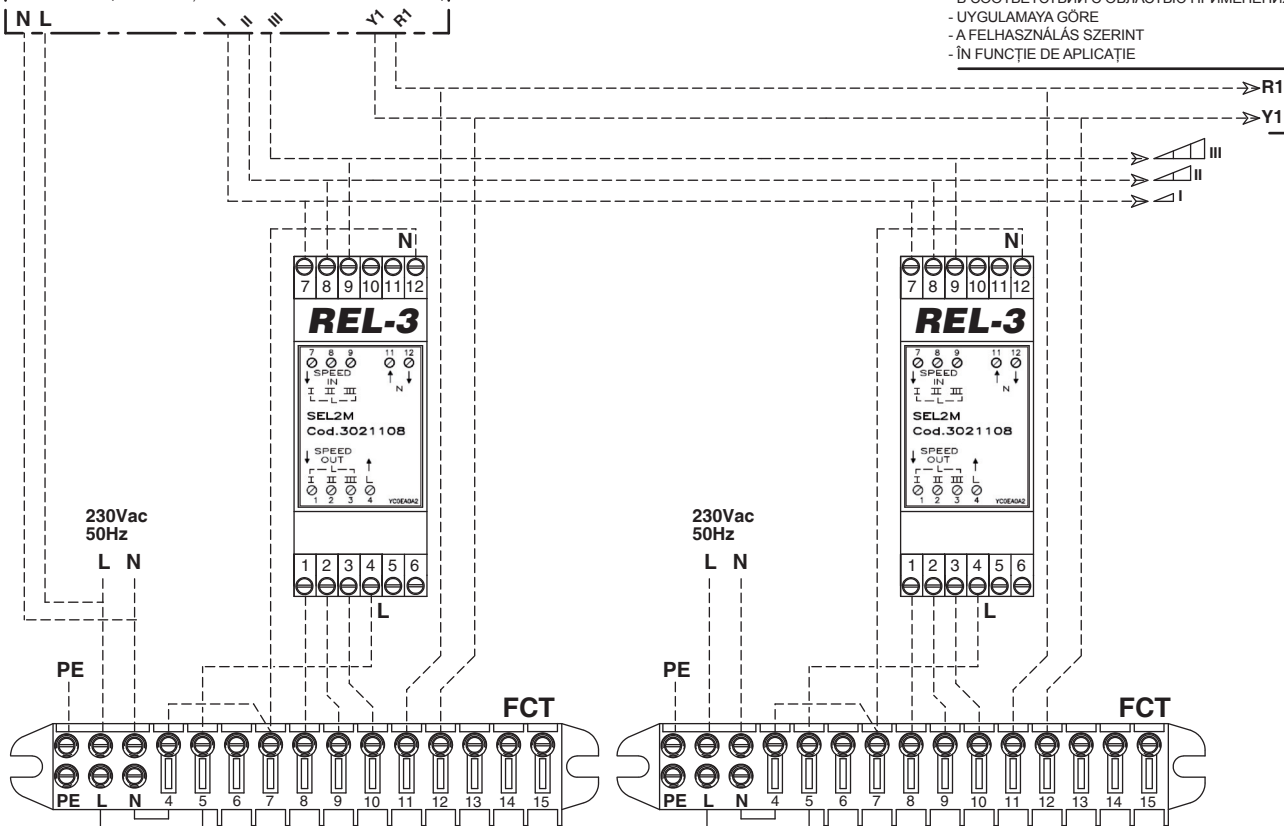 - UYGULAMAYA GÖRE
- A FELHASZNÁLÁS SZERINT
- ÎN FUNCȚIE DE APLICAȚIE
N L I II III Y1 R1
R1
Y1
III
II
I
N
7 8 9 10 11 12
REL-3
7 8 9 11 12
SPEED
IN
I II III N
L
SEL2M
Cod.3021108
SPEED
OUT
L
I II III L
1 2 3 4
YC0EA0A2
1 2 3 4 5 6
L
230Vac
50Hz
L N
PE
FCT
PE L N 4 5 6 7 8 9 10 11 12 13 14 15
N
7 8 9 10 11 12
REL-3
7 8 9 11 12
SPEED
IN
I II III N
L
SEL2M
Cod.3021108
SPEED
OUT
L
I II III L
1 2 3 4
YC0EA0A2
1 2 3 4 5 6
L
230Vac
50Hz
L N
PE
FCT
PE L N 4 5 6 7 8 9 10 11 12 13 14 15